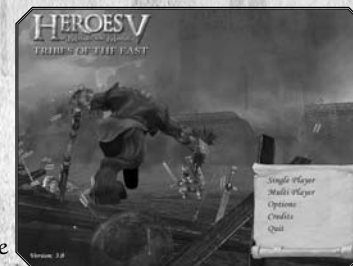 HEROES V
TRIBES OF THE EAST
Single Player
Multi Player
Options
Credits
Quit
Version: 3.0
e